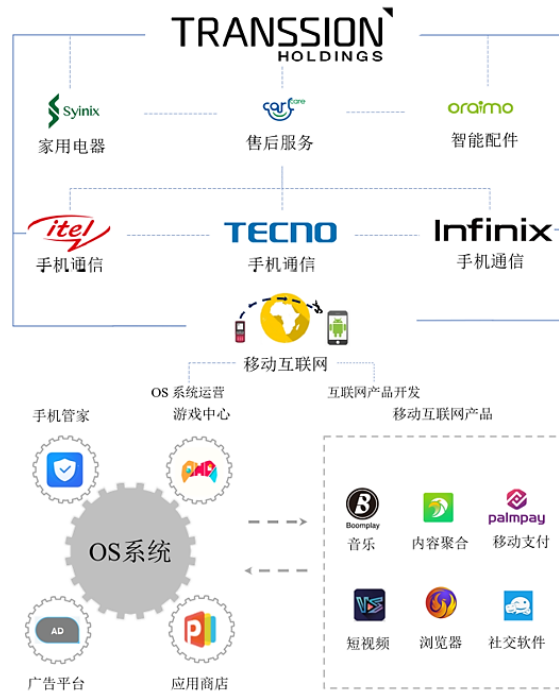 TRANSSION
HOLDINGS
Syinix
carlcare
oraimo
家用电器
售后服务
智能配件
itel
TECNO
Infinix
手机通信
手机通信
手机通信
移动互联网
OS 系统运营
互联网产品开发
手机管家
游戏中心
移动互联网产品
OS系统
Boomplay
palmpay
音乐
内容聚合
移动支付
AD
VS
短视频
浏览器
社交软件
广告平台
应用商店